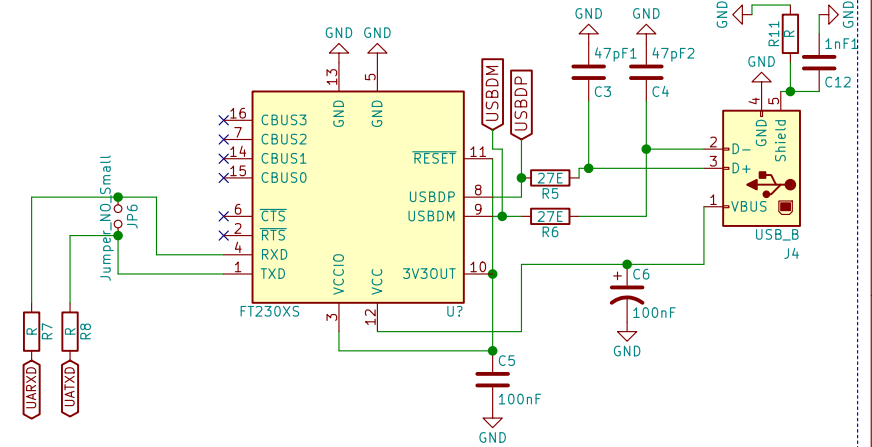 GND
GND
GND
GND
GND
GND
GND
47pF1
C3
47pF2
C4
R11
R
1nF1
C12
13
5
GND
GND
USBDM
USBDP
16
CBUS3
7
CBUS2
14
CBUS1
15
CBUS0
6
CTS
2
RTS
4
RXD
1
TXD
RESET
11
USBDP
8
USBDM
9
3V3OUT
10
VCCIO
VCC
3
12
FT230XS
U?
27E
R5
27E
R6
4
5
GND
Shield
2
D-
3
D+
1
VBUS
USB_B
J4
Jumper_NO_Small
JP6
R
R7
R
R8
UARXD
UATXD
+
C6
100nF
GND
C5
100nF
GND